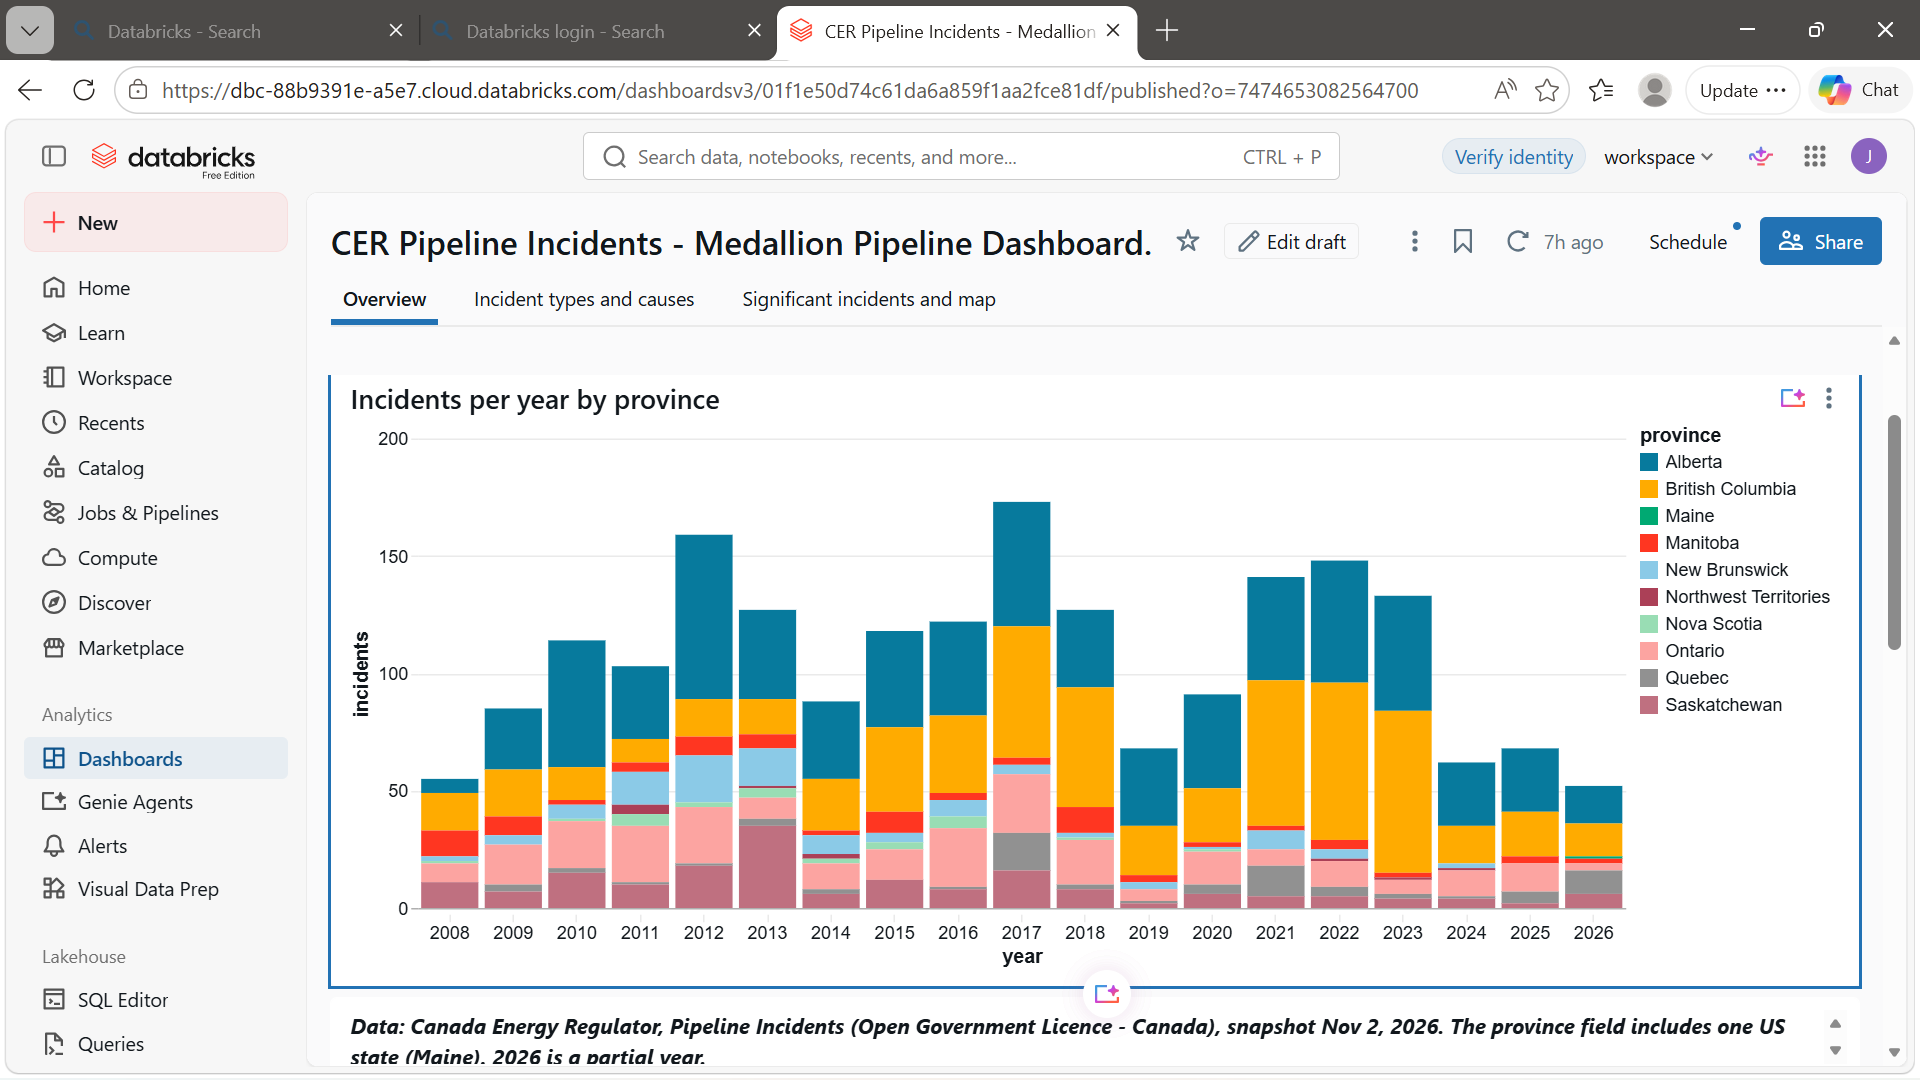 Databricks - Search
Databricks login - Search
CER Pipeline Incidents - Medallion
https://dbc-88b9391e-a5e7.cloud.databricks.com/dashboardsv3/01f1e50d74c61da6a859f1aa2fce81df/published?o=7474653082564700
Update
Chat
databricks
Free Edition
Search data, notebooks, recents, and more...
CTRL + P
Verify identity
workspace
J
New
Home
Learn
Workspace
Recents
Catalog
Jobs & Pipelines
Compute
Discover
Marketplace
Analytics
Dashboards
Genie Agents
Alerts
Visual Data Prep
Lakehouse
SQL Editor
Queries
CER Pipeline Incidents - Medallion Pipeline Dashboard.
Edit draft
7h ago
Schedule
Share
Overview
Incident types and causes
Significant incidents and map
Incidents per year by province
200
150
100
50
0
incidents
2008 2009 2010 2011 2012 2013 2014 2015 2016 2017 2018 2019 2020 2021 2022 2023 2024 2025 2026
year
province
Alberta
British Columbia
Maine
Manitoba
New Brunswick
Northwest Territories
Nova Scotia
Ontario
Quebec
Saskatchewan
Data: Canada Energy Regulator, Pipeline Incidents (Open Government Licence - Canada), snapshot Nov 2, 2026. The province field includes one US
state (Maine). 2026 is a partial year.